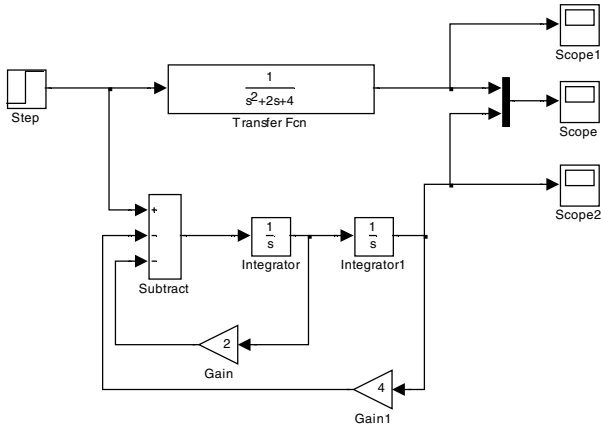 Scope1
Step
1
s²+2s+4
Transfer Fcn
Scope
Scope2
+
−
−
Subtract
1
s
Integrator
1
s
Integrator1
2
Gain
4
Gain1